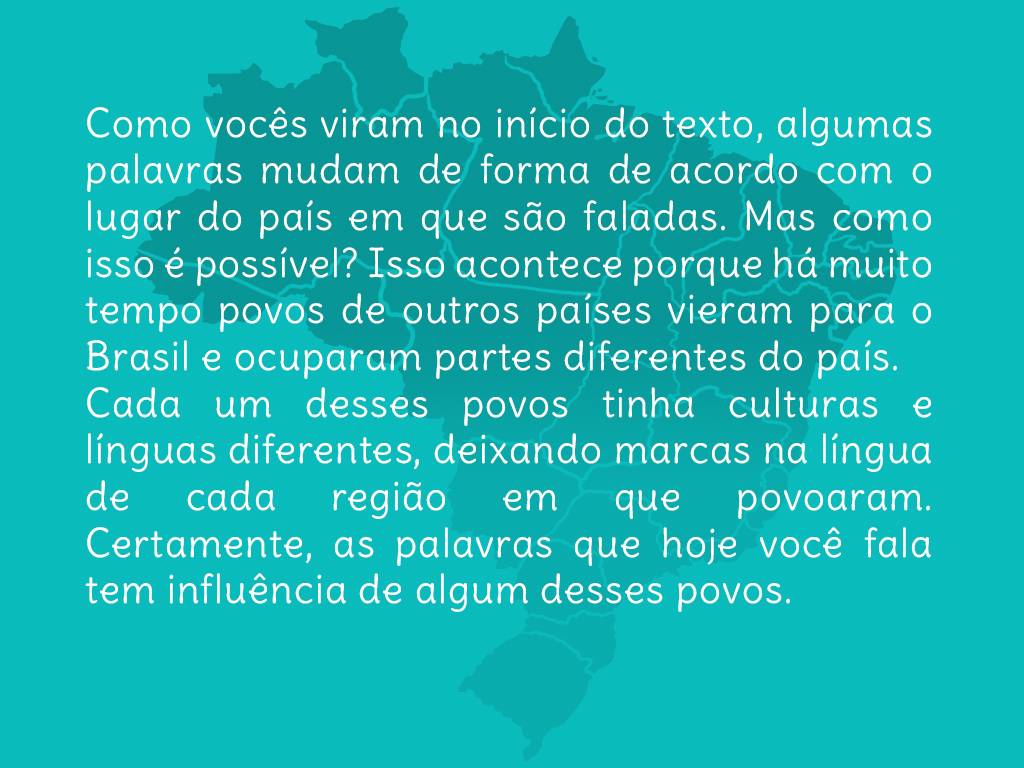 Como vocês viram no início do texto, algumas
palavras mudam de forma de acordo com o
lugar do país em que são faladas. Mas como
isso é possível? Isso acontece porque há muito
tempo povos de outros países vieram para o
Brasil e ocuparam partes diferentes do país.
Cada um desses povos tinha culturas e
línguas diferentes, deixando marcas na língua
de cada região em que povoaram.
Certamente, as palavras que hoje você fala
tem influência de algum desses povos.